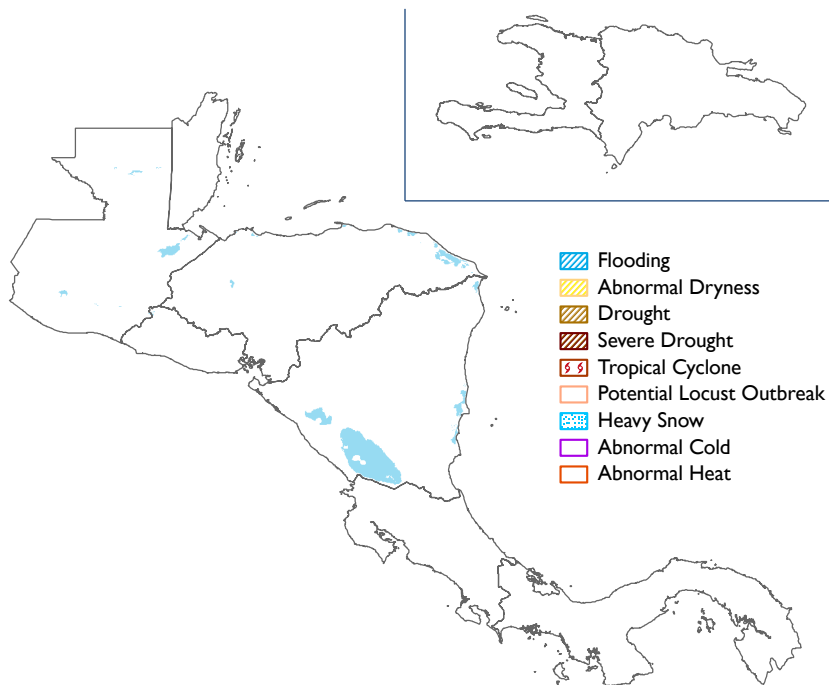 Flooding
Abnormal Dryness
Drought
Severe Drought
Tropical Cyclone
Potential Locust Outbreak
Heavy Snow
Abnormal Cold
Abnormal Heat